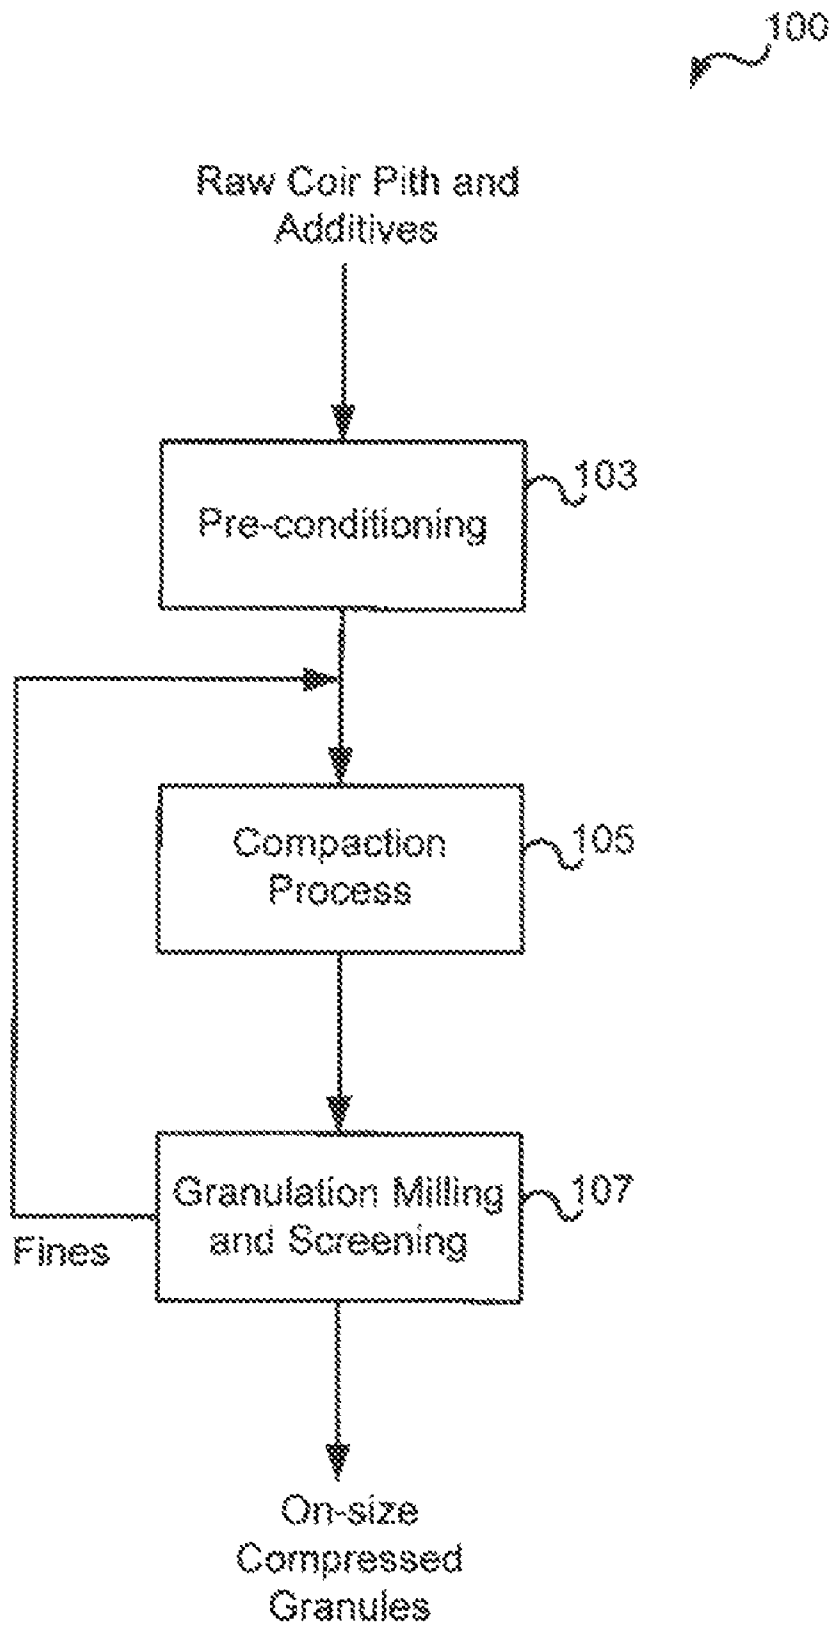 100
Raw Coir Pith and
Additives
103
Pre-conditioning
105
Compaction
Process
107
Granulation Milling
and Screening
Fines
On-size
Compressed
Granules